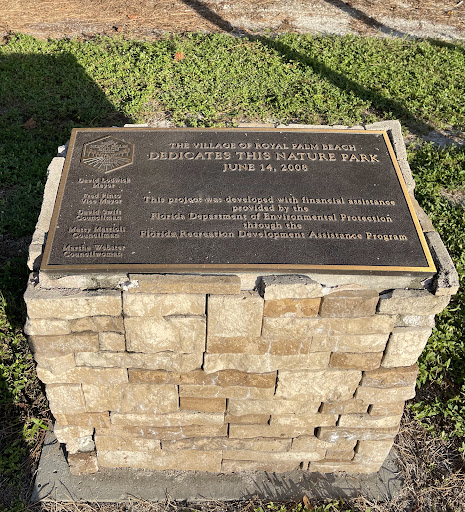 THE VILLAGE OF ROYAL PALM BEACH
DEDICATES THIS NATURE PARK
JUNE 14, 2008
David Lodwick
Mayor
Fred Pinto
Vice Mayor
David Swift
Councilman
Matty Mattioli
Councilman
Martha Webster
Councilwoman
This project was developed with financial assistance
provided by the
Florida Department of Environmental Protection
through the
Florida Recreation Development Assistance Program